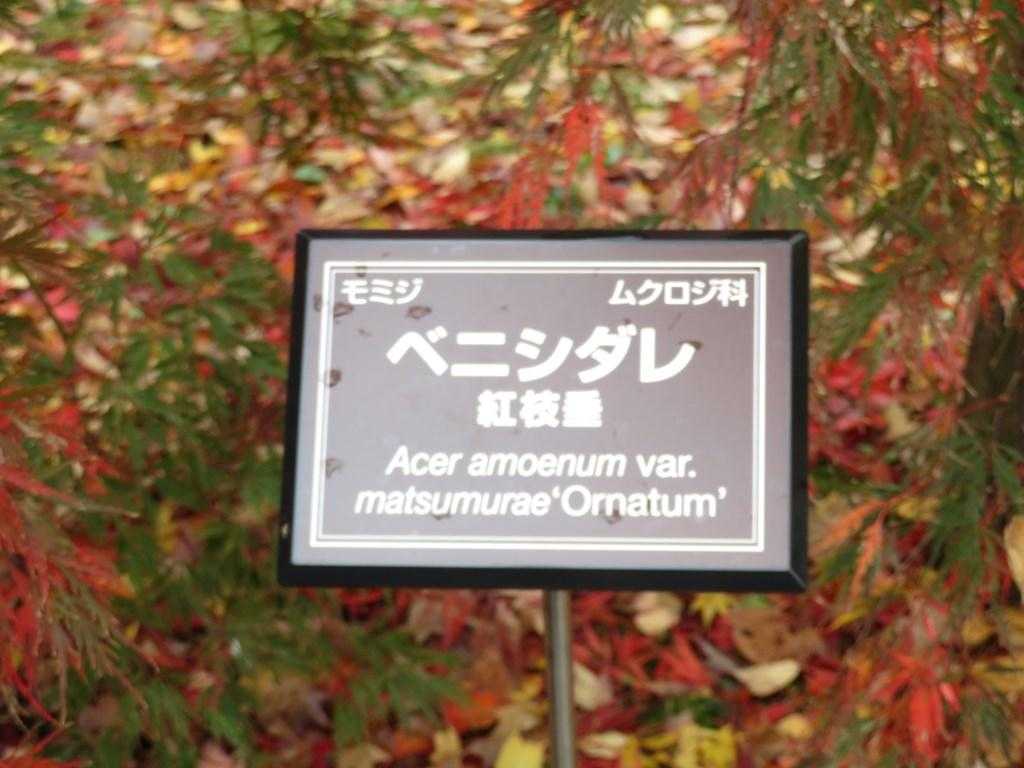 モミジ ムクロジ科
ベニシダレ
紅枝垂
Acer amoenum var.
matsumurae‘Ornatum’